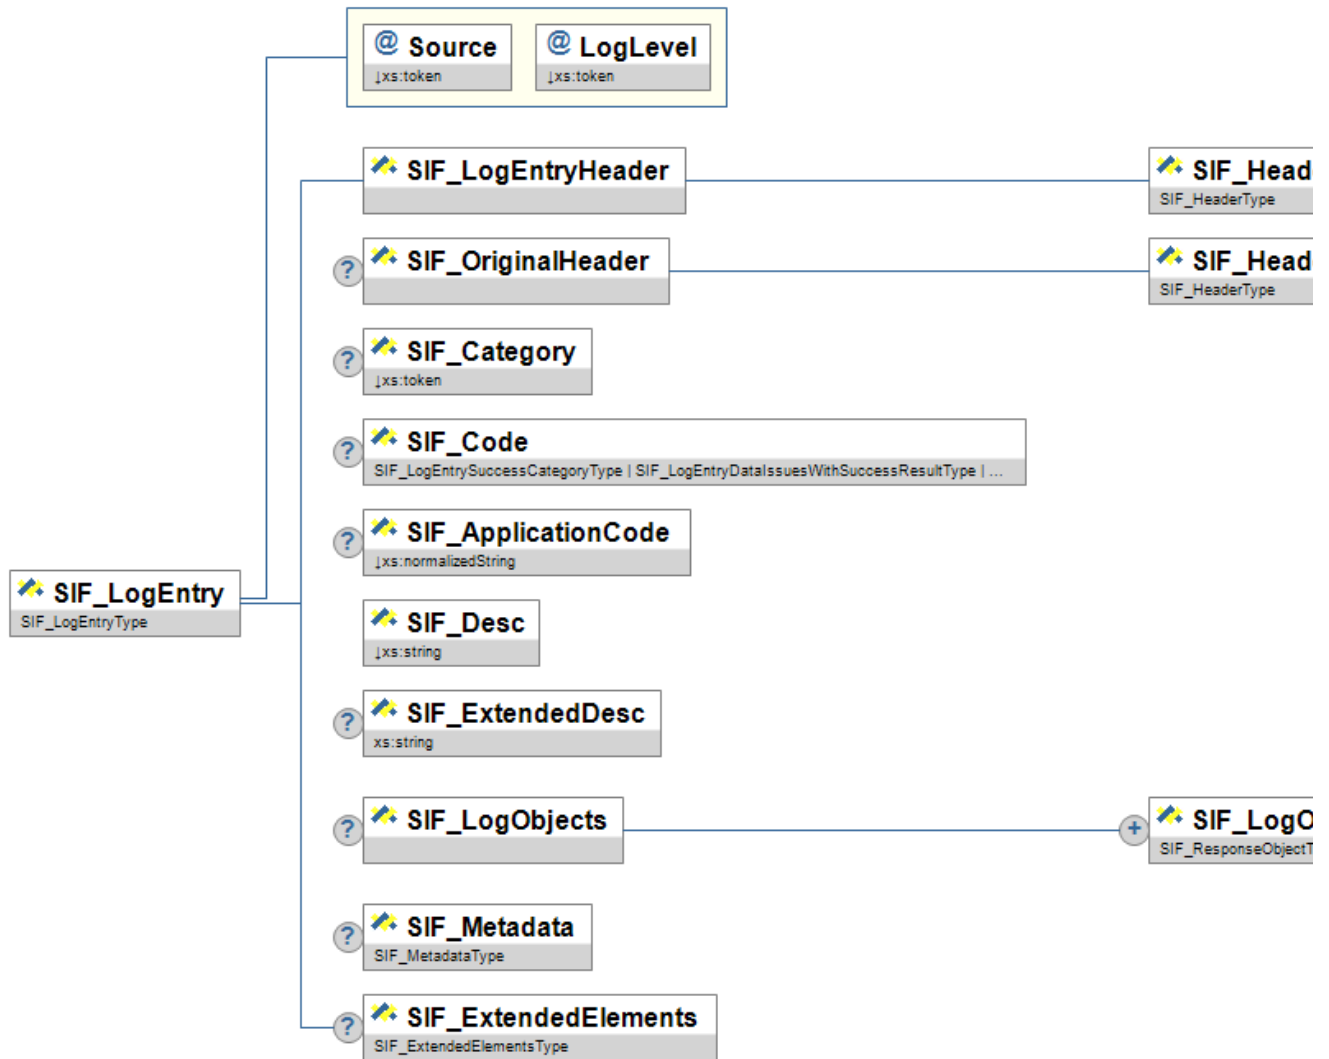 @ Source
↓xs:token
@ LogLevel
↓xs:token
SIF_LogEntryHeader
SIF_Head
SIF_HeaderType
? SIF_OriginalHeader
SIF_Head
SIF_HeaderType
? SIF_Category
↓xs:token
? SIF_Code
SIF_LogEntrySuccessCategoryType | SIF_LogEntryDataIssuesWithSuccessResultType | ...
? SIF_ApplicationCode
↓xs:normalizedString
SIF_LogEntry
SIF_LogEntryType
SIF_Desc
↓xs:string
? SIF_ExtendedDesc
xs:string
? SIF_LogObjects
+ SIF_LogO
SIF_ResponseObjectT
? SIF_Metadata
SIF_MetadataType
? SIF_ExtendedElements
SIF_ExtendedElementsType